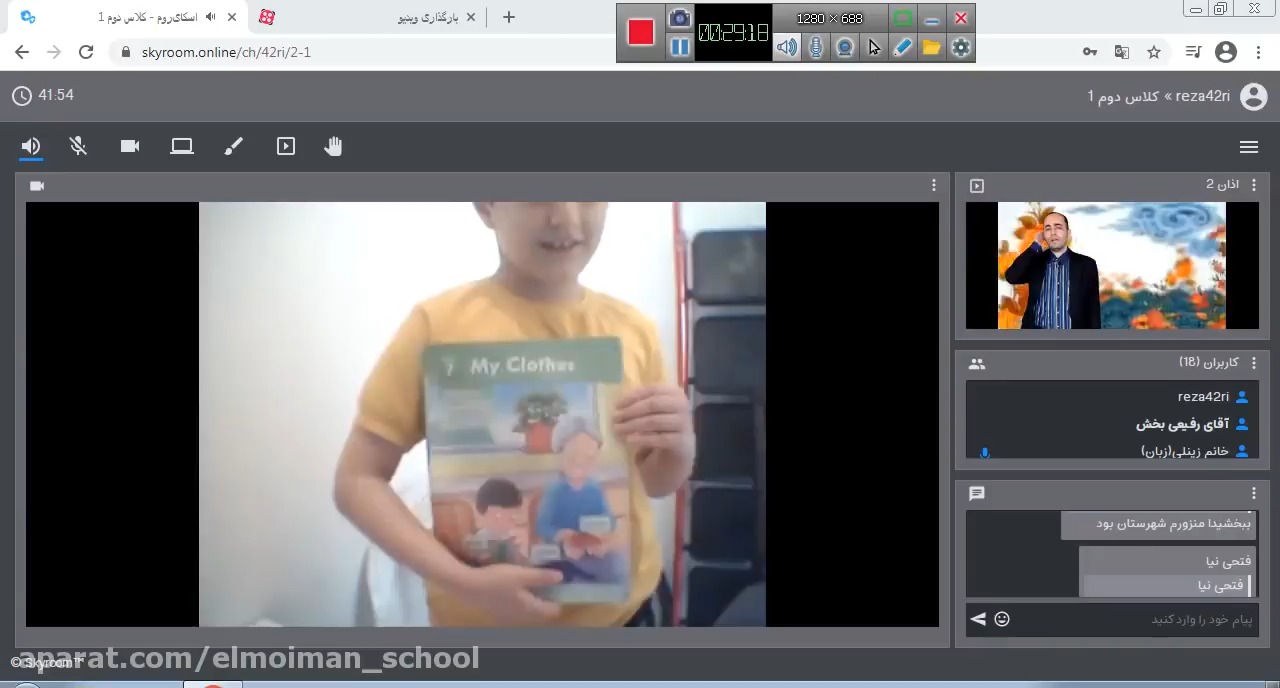 اسکای‌روم - کلاس دوم 1
بارگذاری ویدیو
00:29:18
1280 × 688
skyroom.online/ch/42ri/2-1
41:54
reza42ri » کلاس دوم 1
اذان 2
7 My Clothes
کاربران (18)
reza42ri
آقای رفیعی بخش
خانم زینلی(زبان)
ببخشیدا منزورم شهرستان بود
فتحی نیا
فتحی نیا
پیام خود را وارد کنید
© Skyroom™
aparat.com/elmoiman_school